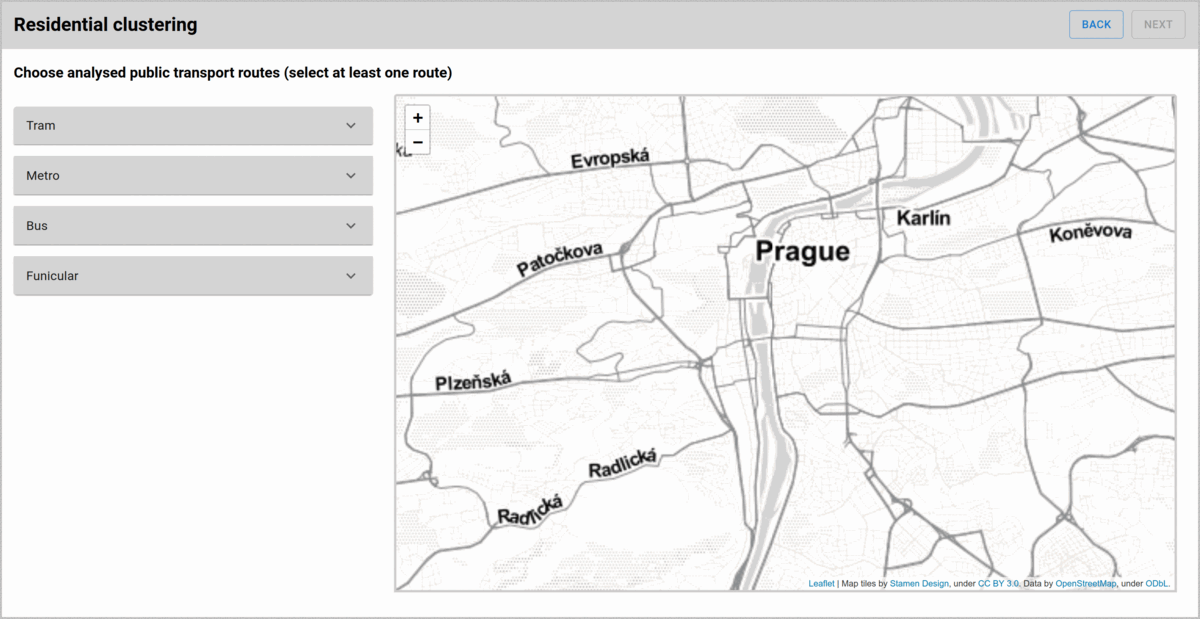 Residential clustering
BACK
NEXT
Choose analysed public transport routes (select at least one route)
Tram
Metro
Bus
Funicular
+
−
Evropská
Karlín
Koněvova
Prague
Patočkova
Plzeňská
Radlická
Radlická
Leaflet | Map tiles by Stamen Design, under CC BY 3.0. Data by OpenStreetMap, under ODbL.